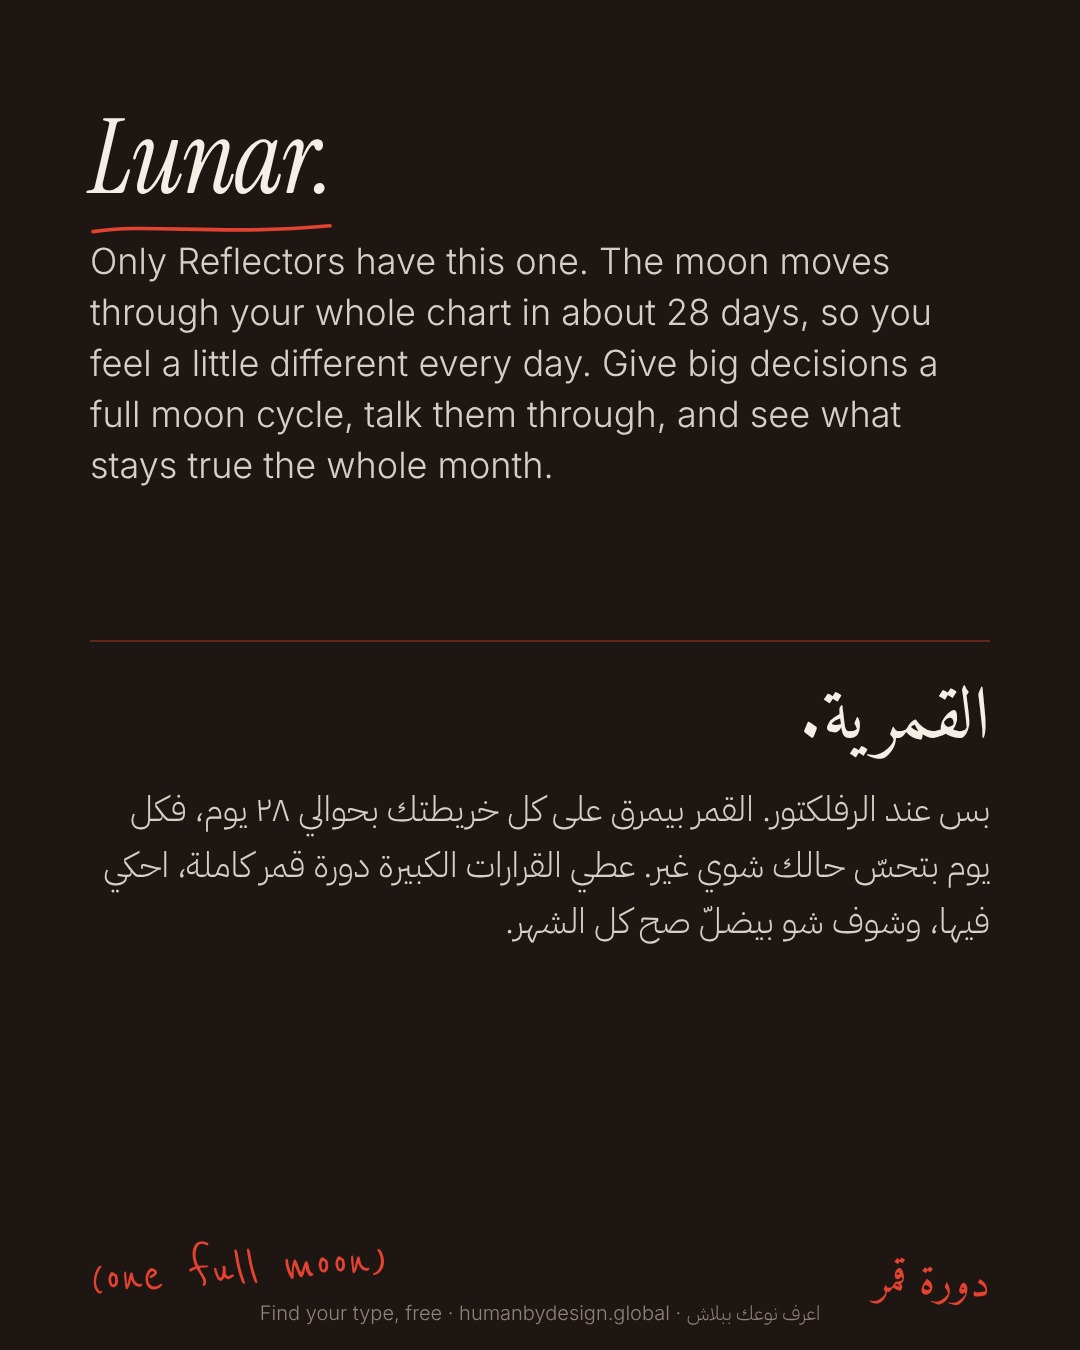 Lunar.
Only Reflectors have this one. The moon moves
through your whole chart in about 28 days, so you
feel a little different every day. Give big decisions a
full moon cycle, talk them through, and see what
stays true the whole month.
القمرية.
بس عند الرفلكتور. القمر بيمرق على كل خريطتك بحوالي ٢٨ يوم، فكل
يوم بتحسّ حالك شوي غير. عطي القرارات الكبيرة دورة قمر كاملة، احكي
فيها، وشوف شو بيضلّ صح كل الشهر.
(one full moon)
دورة قمر
Find your type, free · humanbydesign.global · اعرف نوعك ببلاش